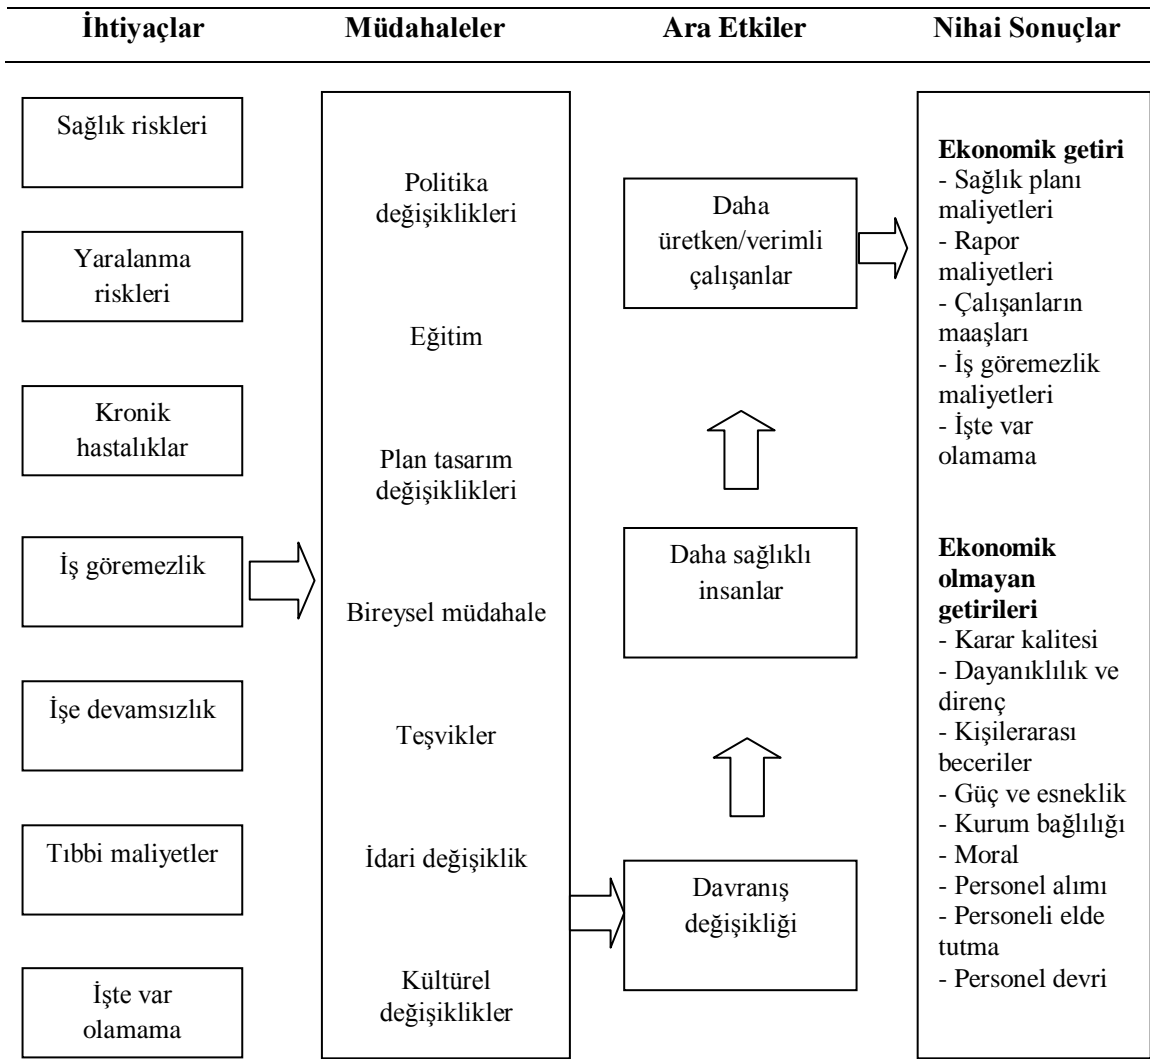 İhtiyaçlar
Müdahaleler
Ara Etkiler
Nihai Sonuçlar
Sağlık riskleri
Yaralanma
riskleri
Kronik
hastalıklar
İş göremezlik
İşe devamsızlık
Tıbbi maliyetler
İşte var
olamama
Politika
değişiklikleri
Eğitim
Plan tasarım
değişiklikleri
Bireysel müdahale
Teşvikler
İdari değişiklik
Kültürel
değişiklikler
Daha
üretken/verimli
çalışanlar
Daha sağlıklı
insanlar
Davranış
değişikliği
Ekonomik getiri
- Sağlık planı
maliyetleri
- Rapor
maliyetleri
- Çalışanların
maaşları
- İş göremezlik
maliyetleri
- İşte var
olamama
Ekonomik
olmayan
getirileri
- Karar kalitesi
- Dayanıklılık ve
direnç
- Kişilerarası
beceriler
- Güç ve esneklik
- Kurum bağlılığı
- Moral
- Personel alımı
- Personeli elde
tutma
- Personel devri